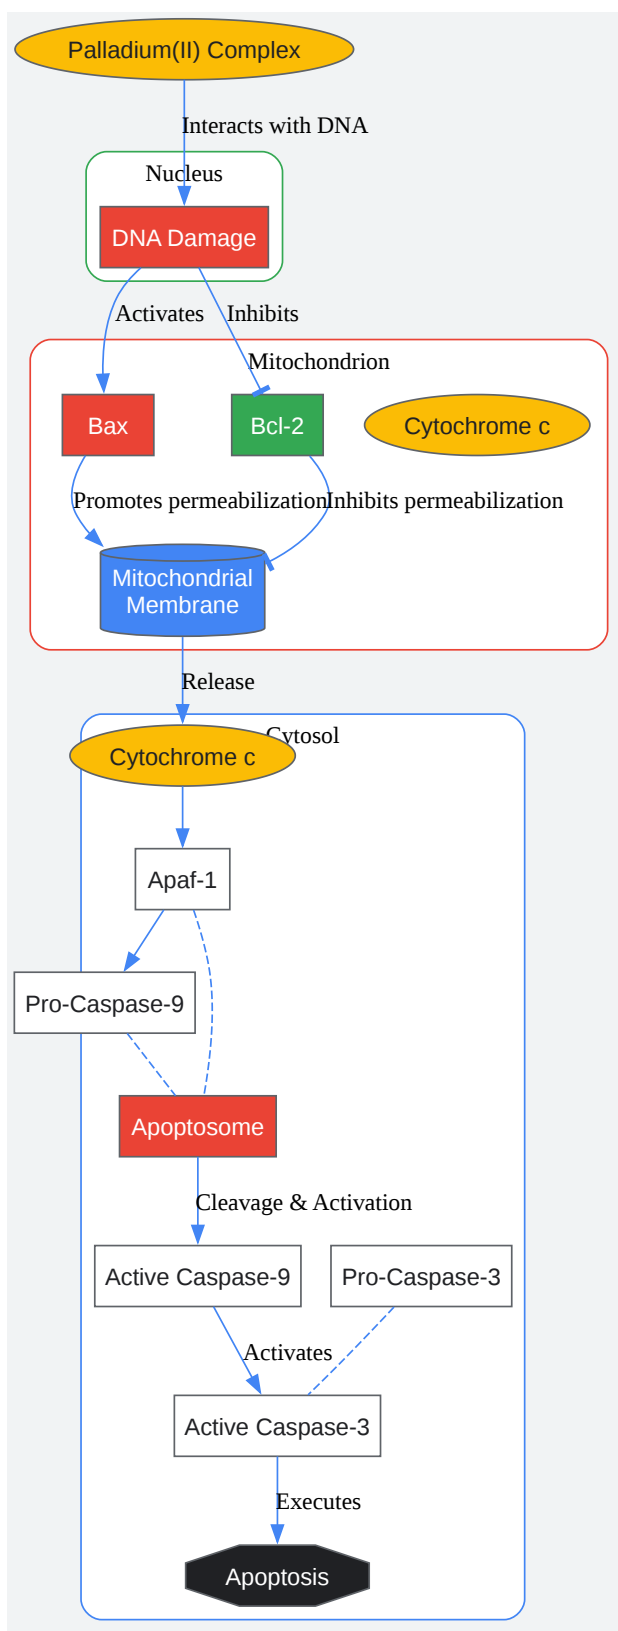 Palladium(II) Complex
Interacts with DNA
Nucleus
DNA Damage
Activates
Inhibits
Mitochondrion
Bax
Bcl-2
Cytochrome c
Promotes permeabilization
Inhibits permeabilization
Mitochondrial
Membrane
Release
Cytosol
Cytochrome c
Apaf-1
Pro-Caspase-9
Apoptosome
Cleavage & Activation
Active Caspase-9
Pro-Caspase-3
Activates
Active Caspase-3
Executes
Apoptosis